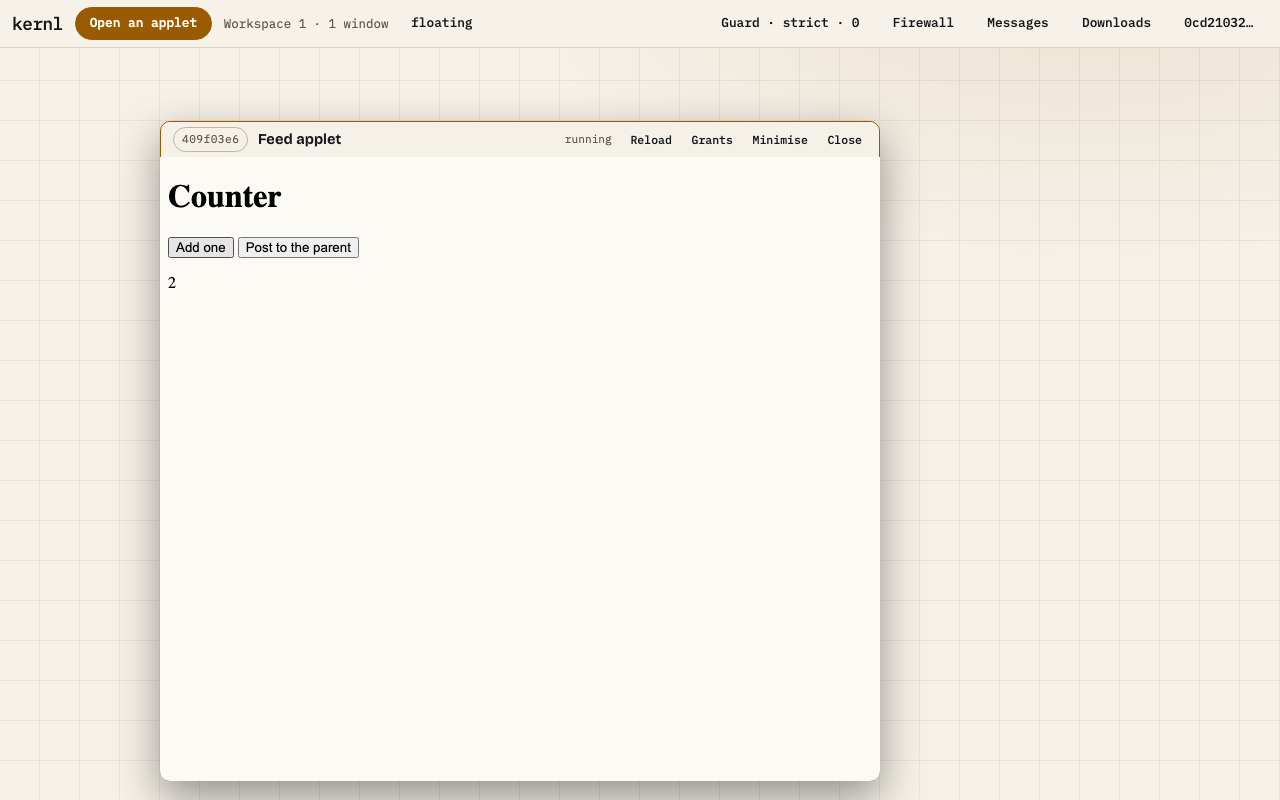 kernl Open an applet Workspace 1 · 1 window floating Guard · strict · 0 Firewall Messages Downloads 0cd21032…
409f03e6 Feed applet running Reload Grants Minimise Close
Counter
Add one Post to the parent
2